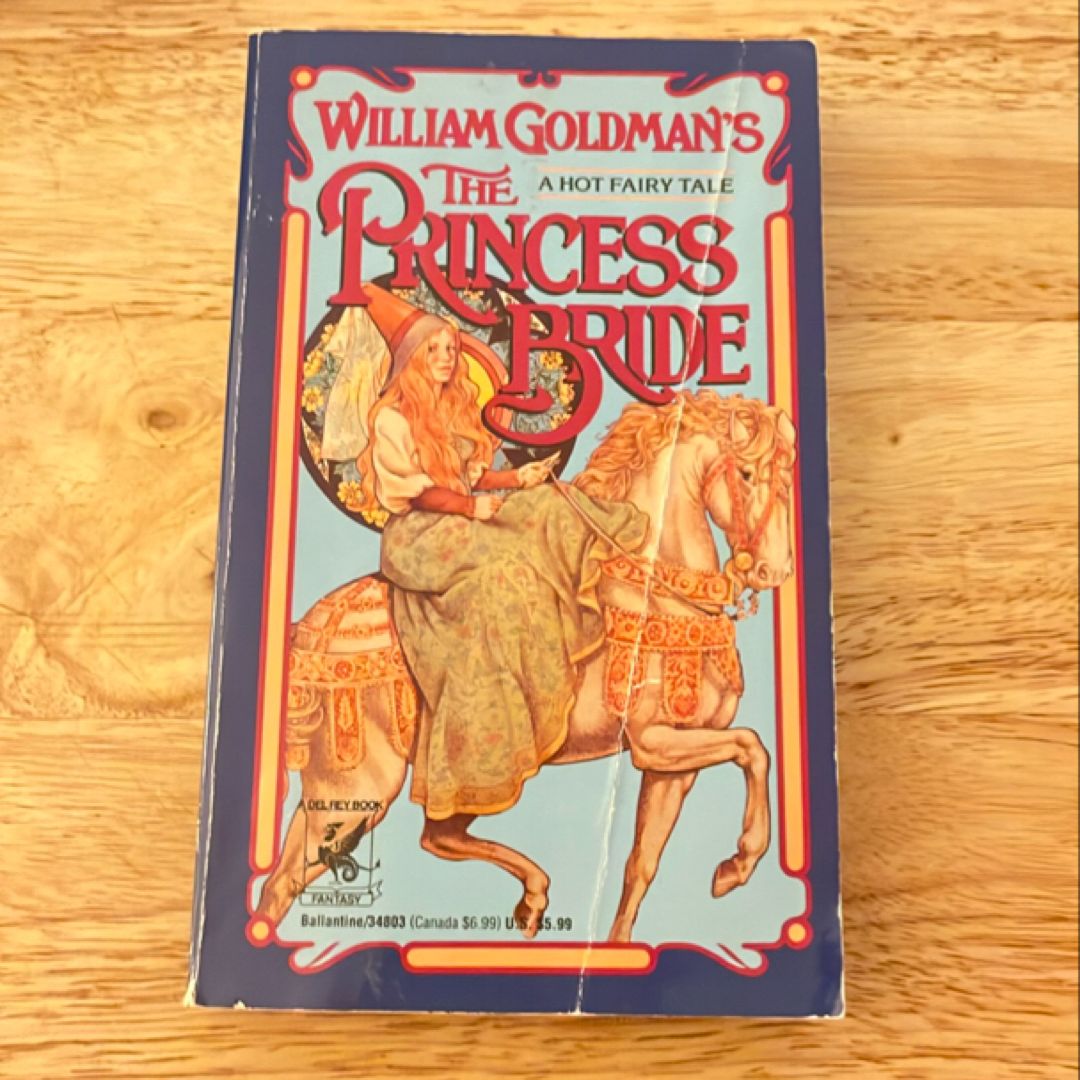 WILLIAM GOLDMAN'S
THE
A HOT FAIRY TALE
PRINCESS
BRIDE
A DEL REY BOOK
FANTASY
Ballantine/34803 (Canada $6.99) U.S. $5.99